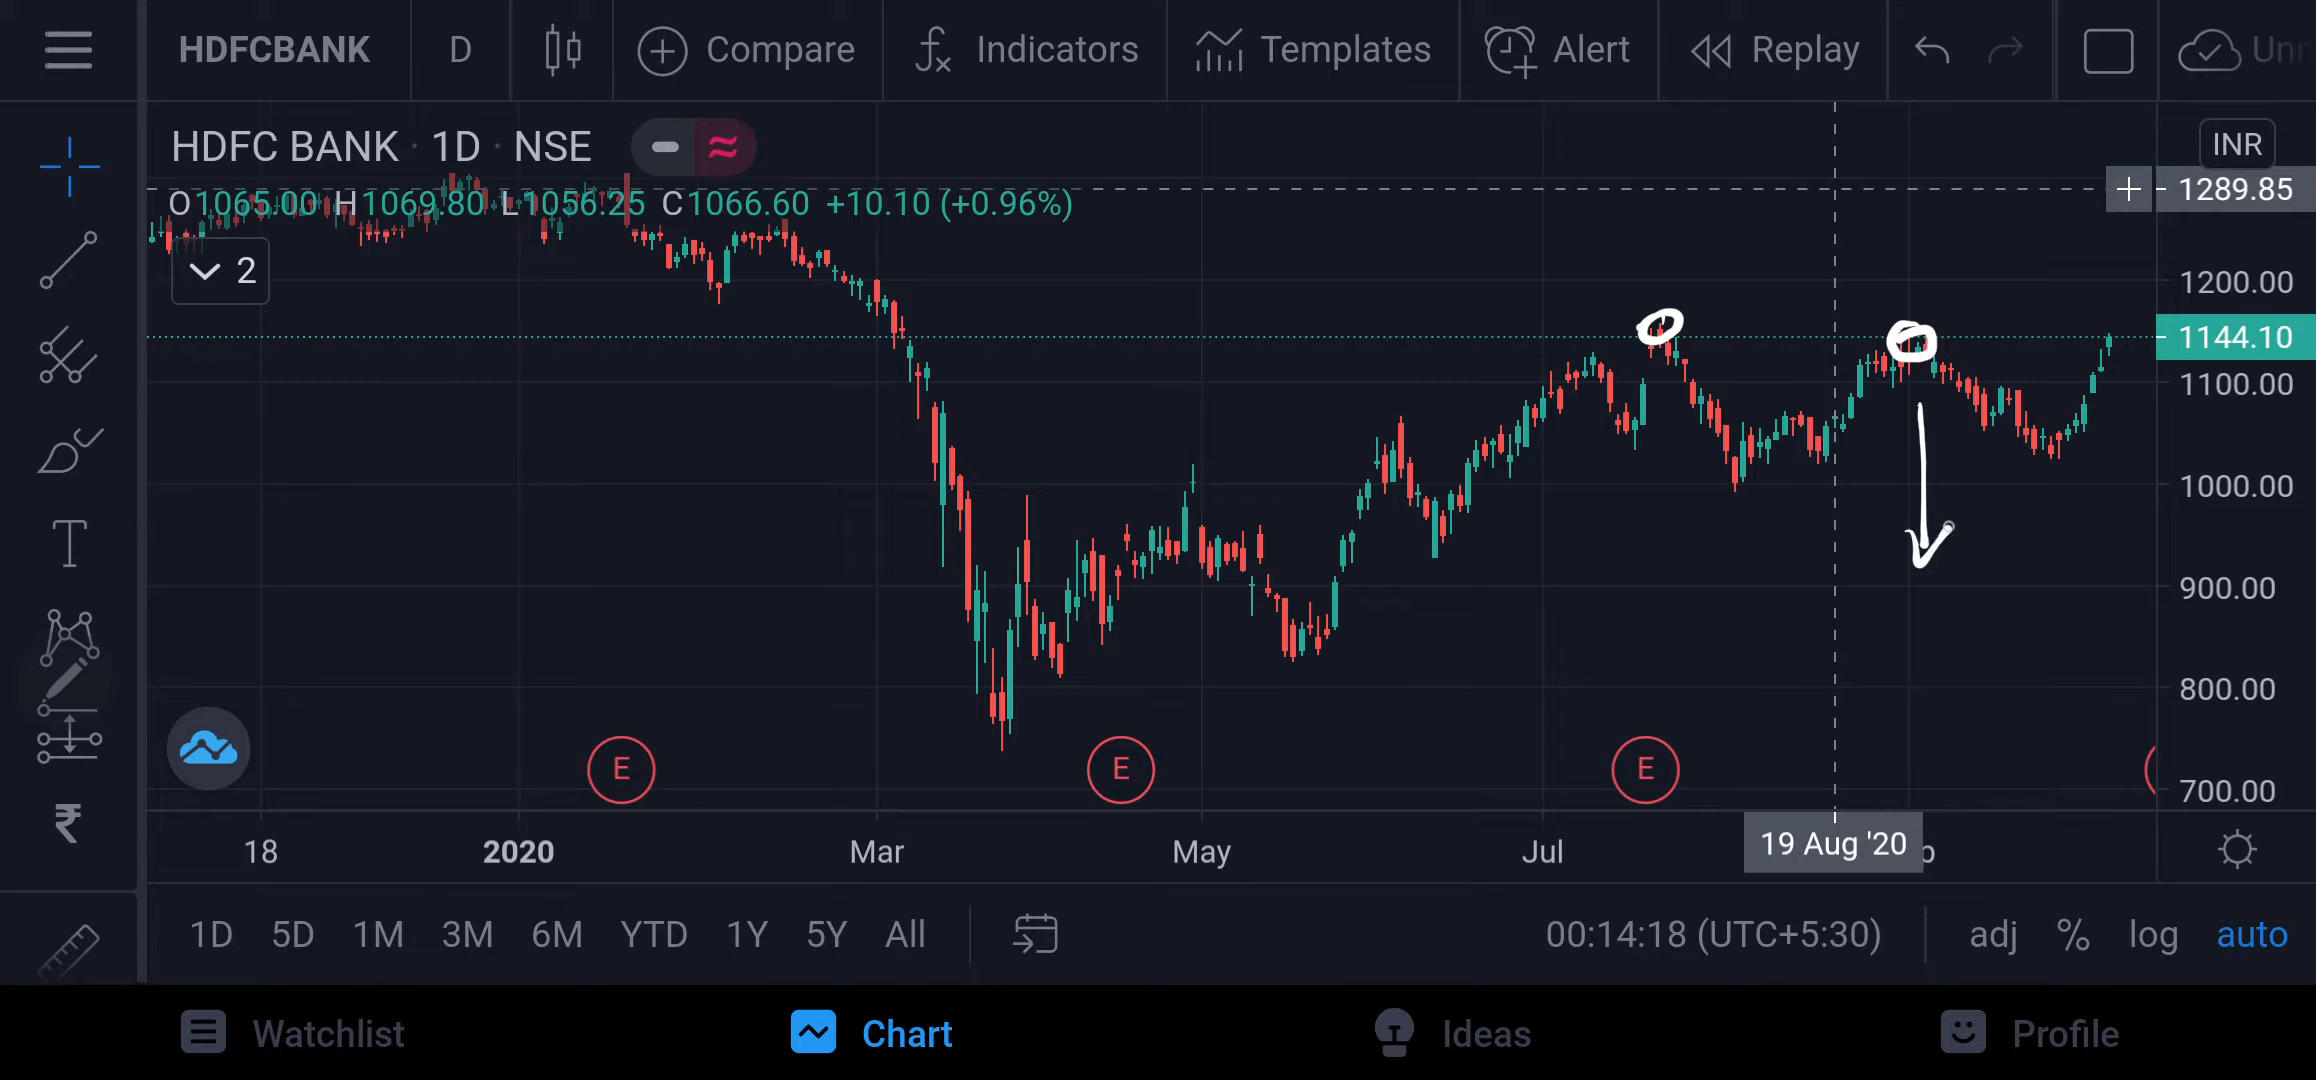 HDFCBANK D Compare Indicators Templates Alert Replay
HDFC BANK · 1D · NSE
INR
1289.85
O1065.00 H1069.80 L1056.25 C1066.60 +10.10 (+0.96%)
2
1200.00
1144.10
1100.00
1000.00
900.00
800.00
E E E
700.00
18 2020 Mar May Jul 19 Aug '20
1D 5D 1M 3M 6M YTD 1Y 5Y All 00:14:18 (UTC+5:30) adj % log auto
Watchlist Chart Ideas Profile